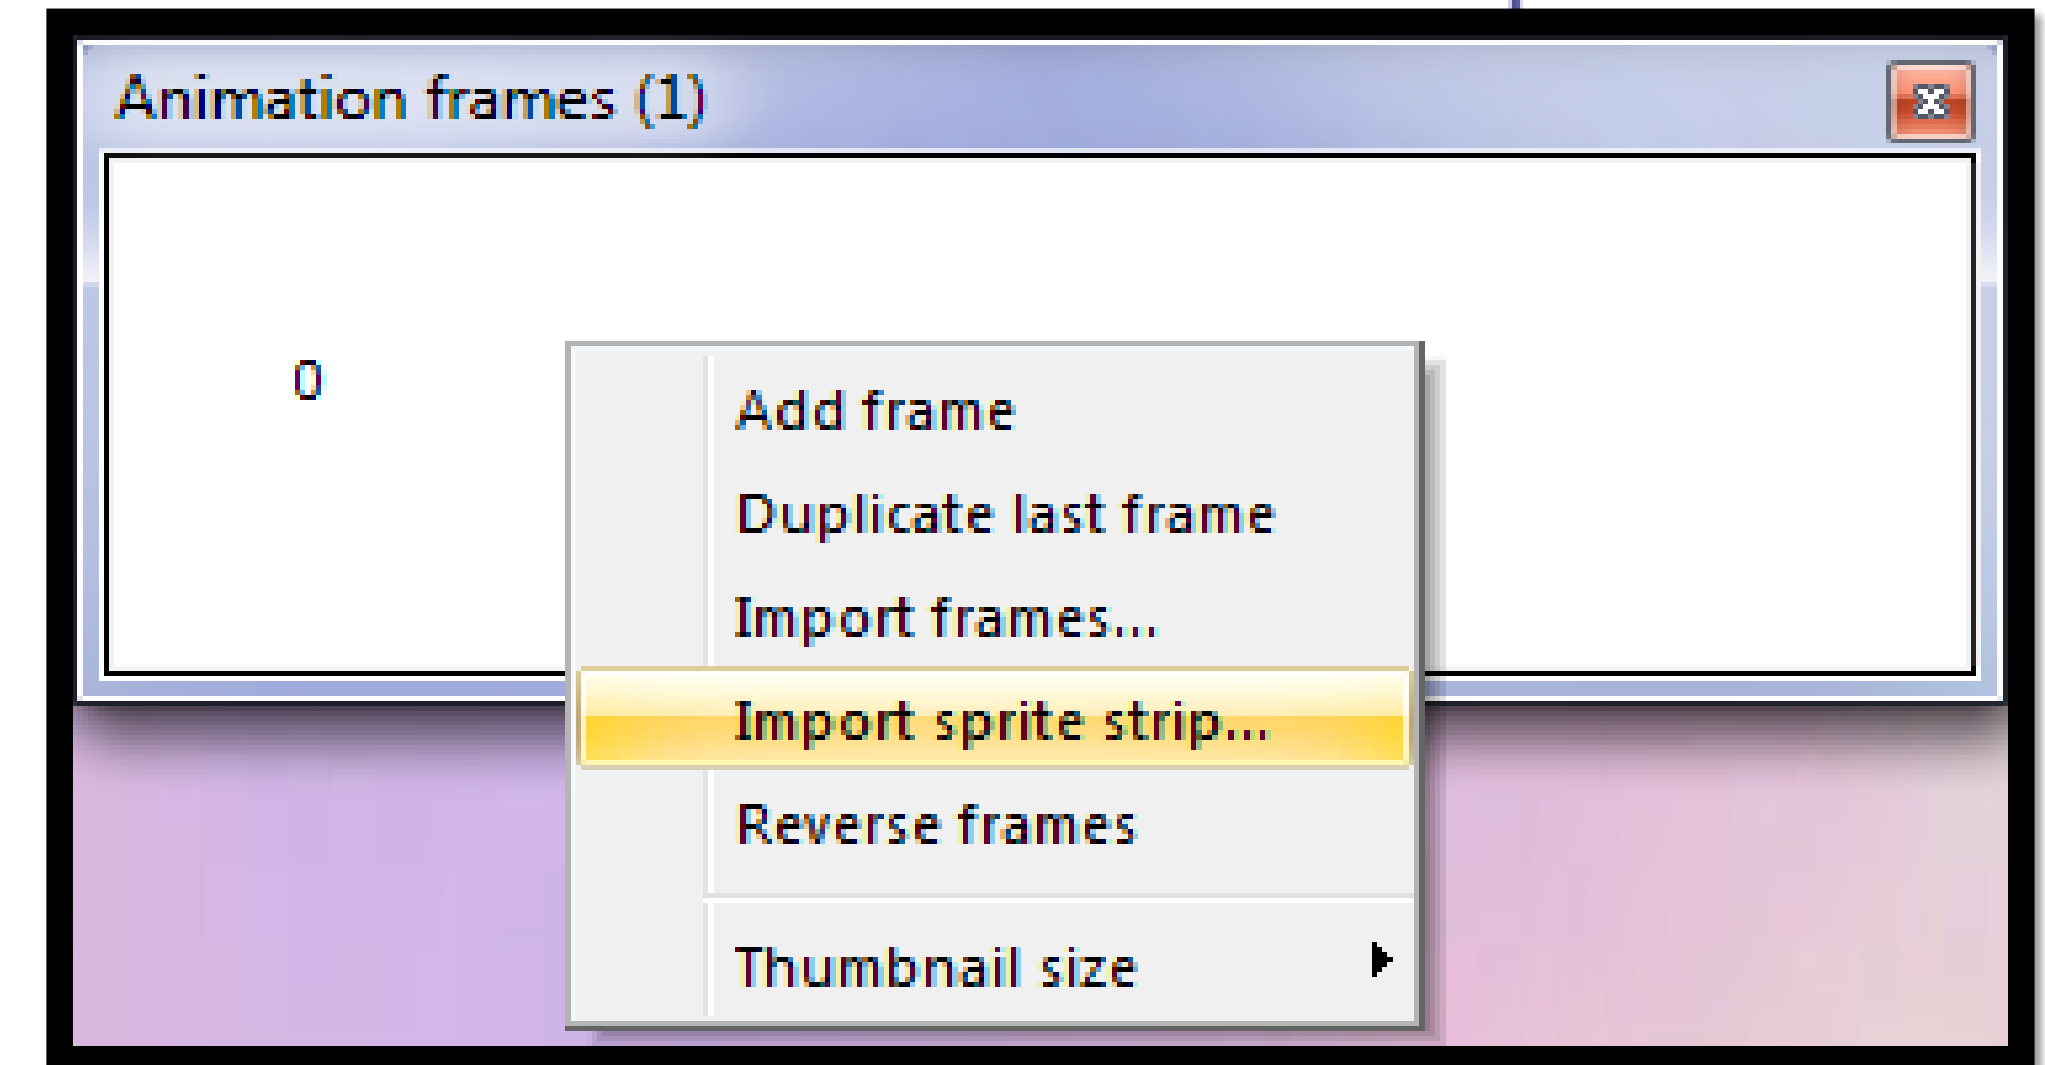 Animation frames (1)
0
Add frame
Duplicate last frame
Import frames...
Import sprite strip...
Reverse frames
Thumbnail size